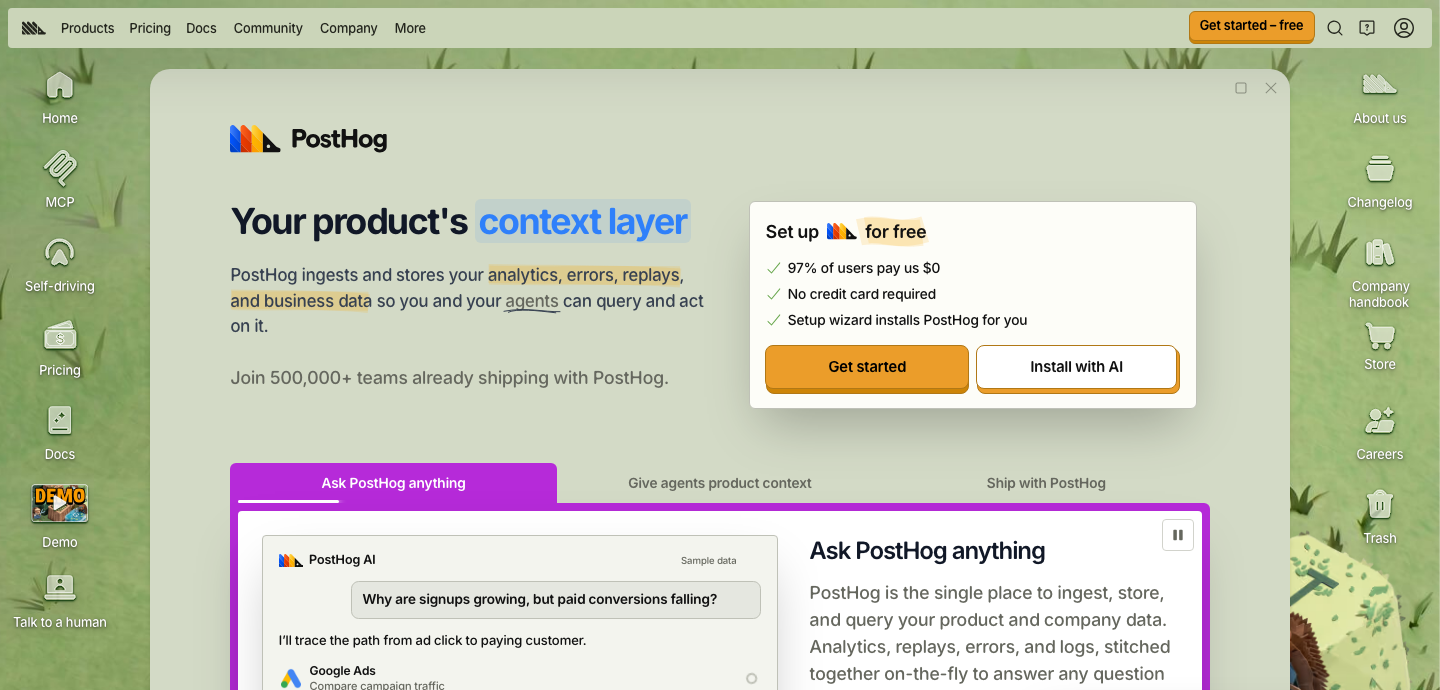 Products Pricing Docs Community Company More Get started – free
Home
MCP
Self-driving
Pricing
Docs
DEMO
Demo
Talk to a human
PostHog
Your product's context layer
PostHog ingests and stores your analytics, errors, replays,
and business data so you and your agents can query and act
on it.
Join 500,000+ teams already shipping with PostHog.
Set up for free
97% of users pay us $0
No credit card required
Setup wizard installs PostHog for you
Get started Install with AI
Ask PostHog anything Give agents product context Ship with PostHog
PostHog AI Sample data
Why are signups growing, but paid conversions falling?
I'll trace the path from ad click to paying customer.
Google Ads
Compare campaign traffic
Ask PostHog anything
PostHog is the single place to ingest, store,
and query your product and company data.
Analytics, replays, errors, and logs, stitched
together on-the-fly to answer any question
About us
Changelog
Company
handbook
Store
Careers
Trash